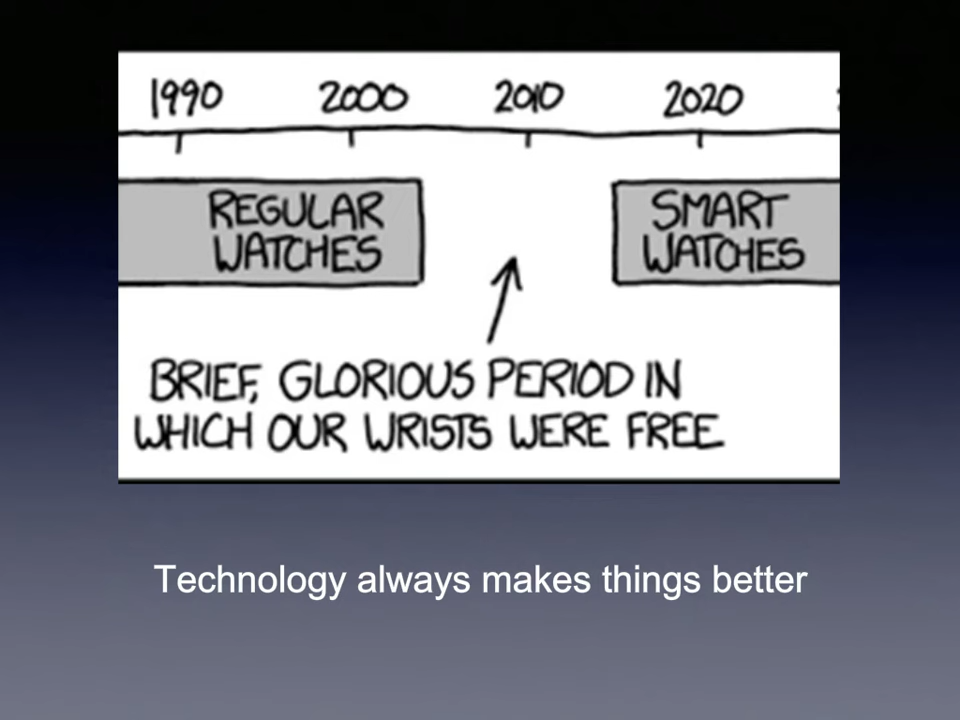 1990 2000 2010 2020
REGULAR WATCHES
SMART WATCHES
BRIEF, GLORIOUS PERIOD IN
WHICH OUR WRISTS WERE FREE
Technology always makes things better